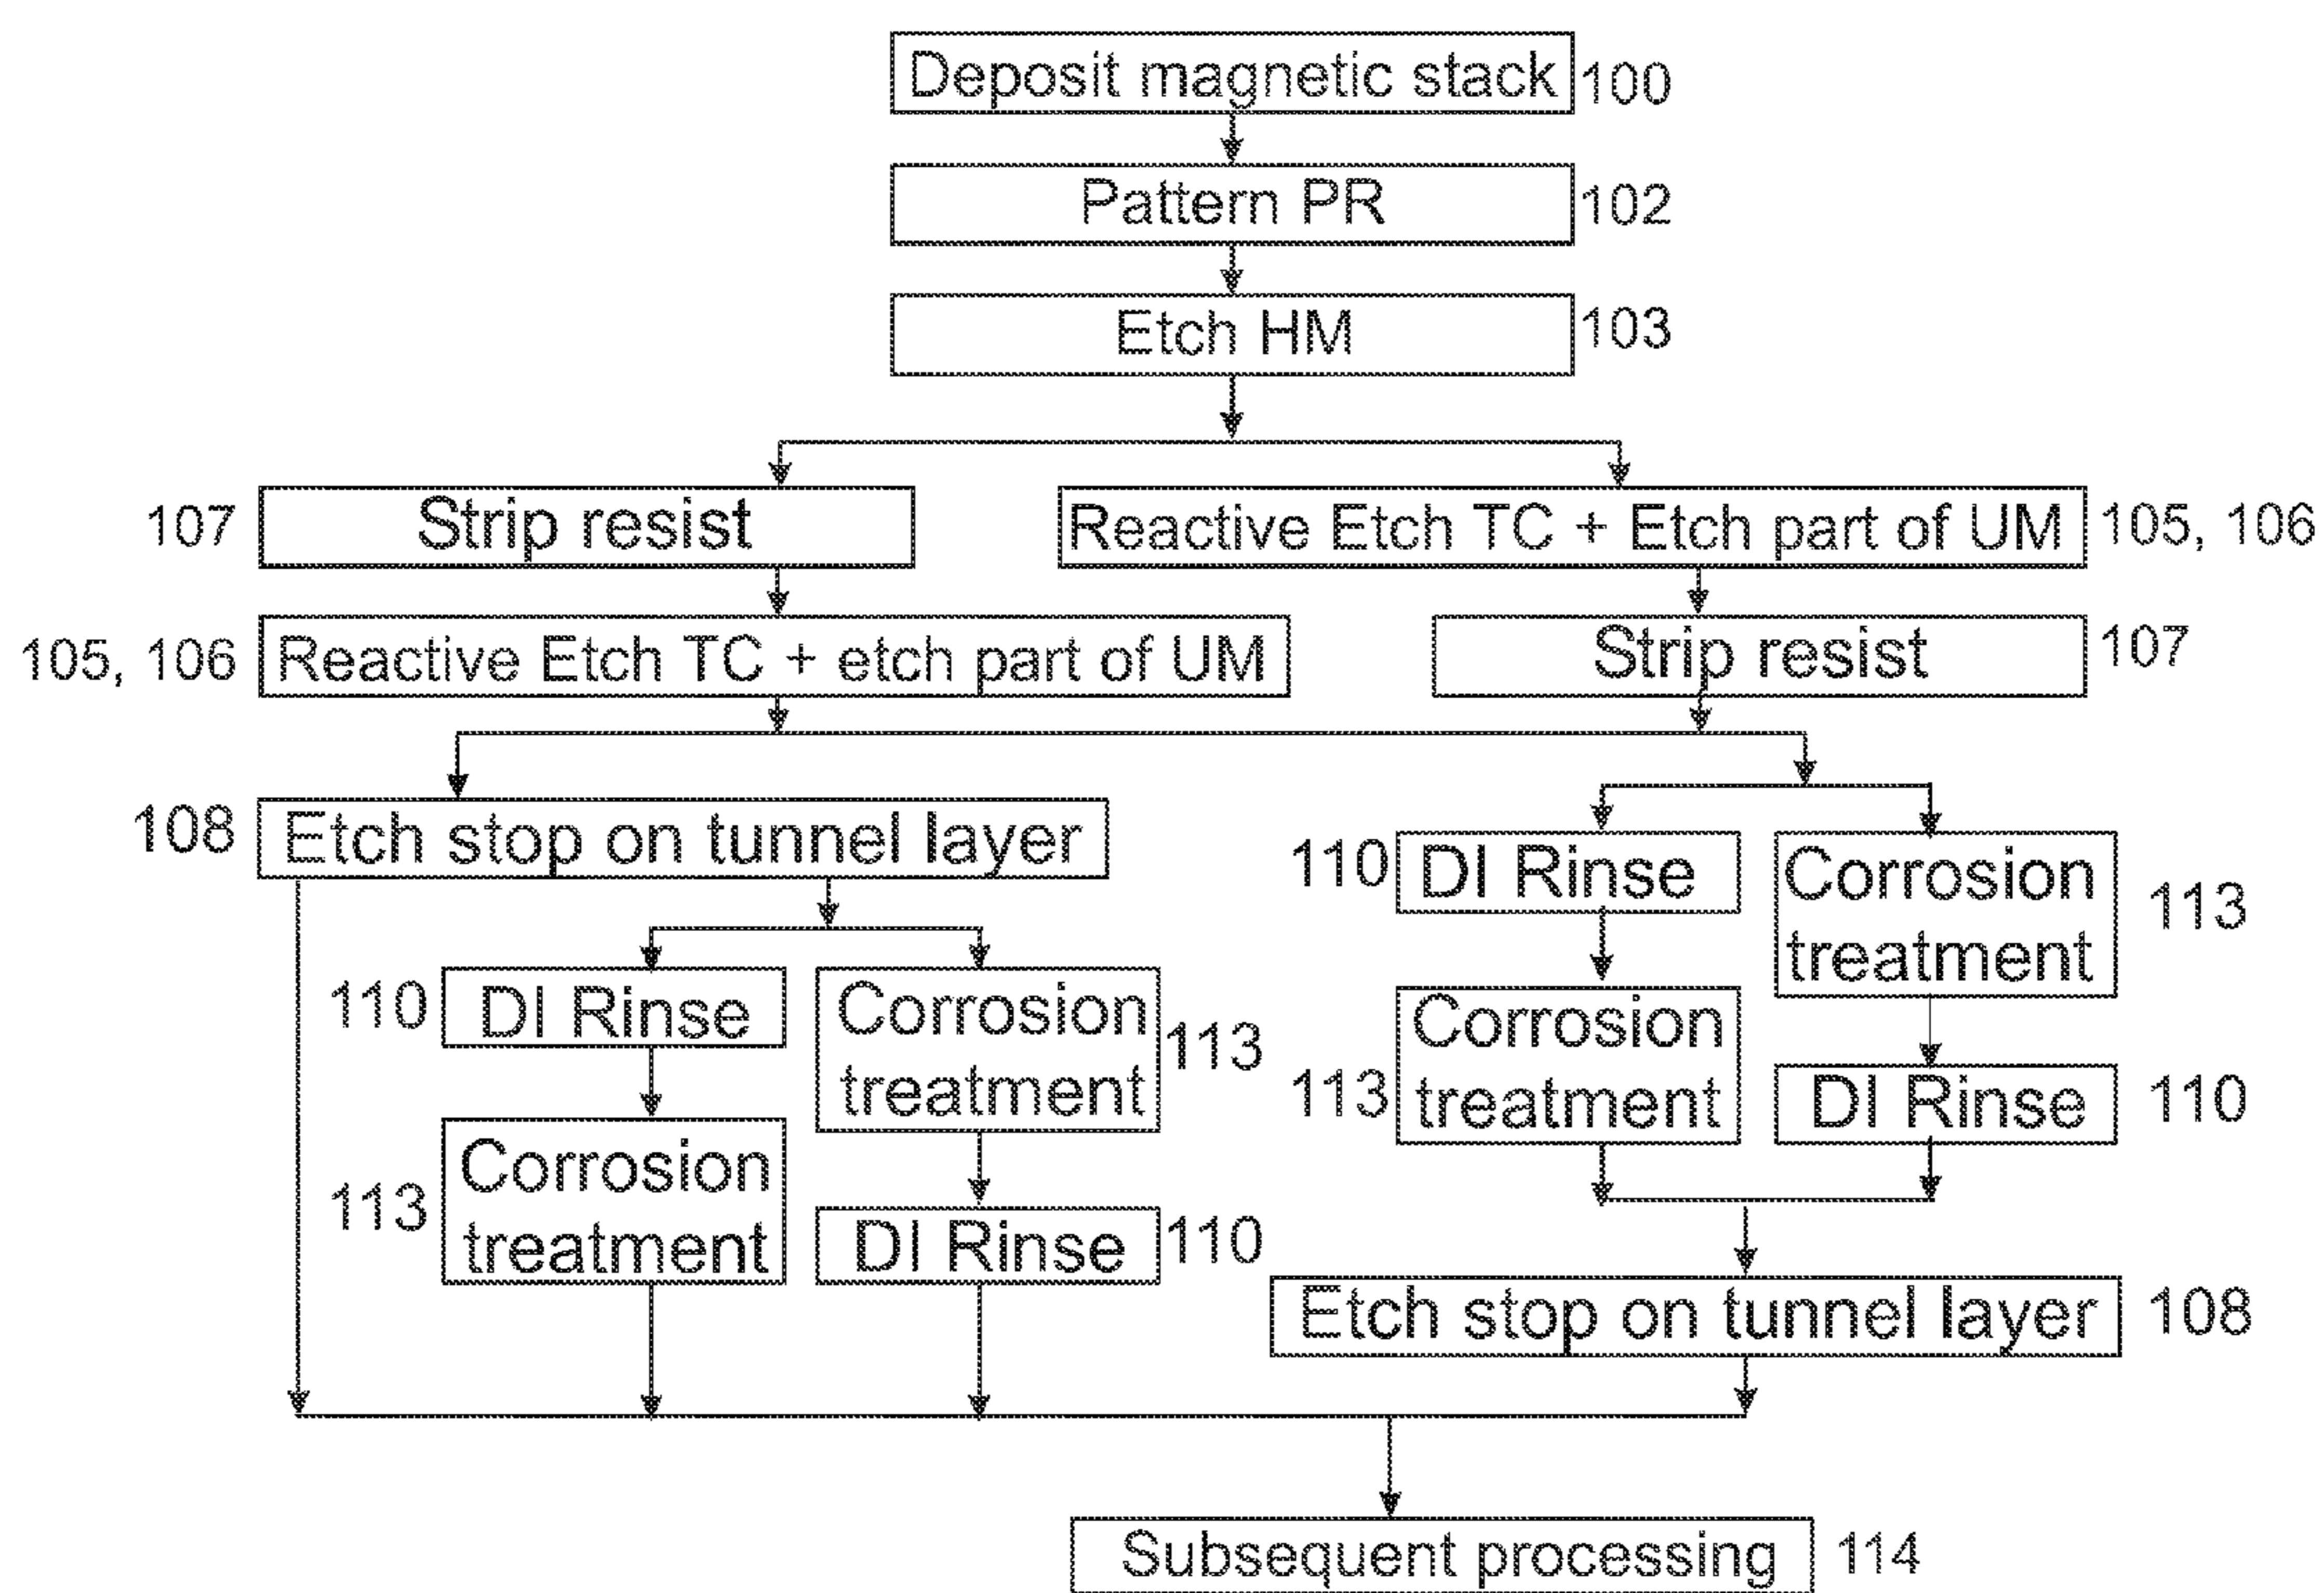 Deposit magnetic stack 100
Pattern PR 102
Etch HM 103
107 Strip resist
Reactive Etch TC + Etch part of UM 105, 106
105, 106 Reactive Etch TC + etch part of UM
Strip resist 107
108 Etch stop on tunnel layer
110 DI Rinse
113 Corrosion
treatment
Corrosion
treatment 113
DI Rinse 110
110 DI Rinse
113 Corrosion
treatment
Corrosion
treatment 113
DI Rinse 110
Etch stop on tunnel layer 108
Subsequent processing 114